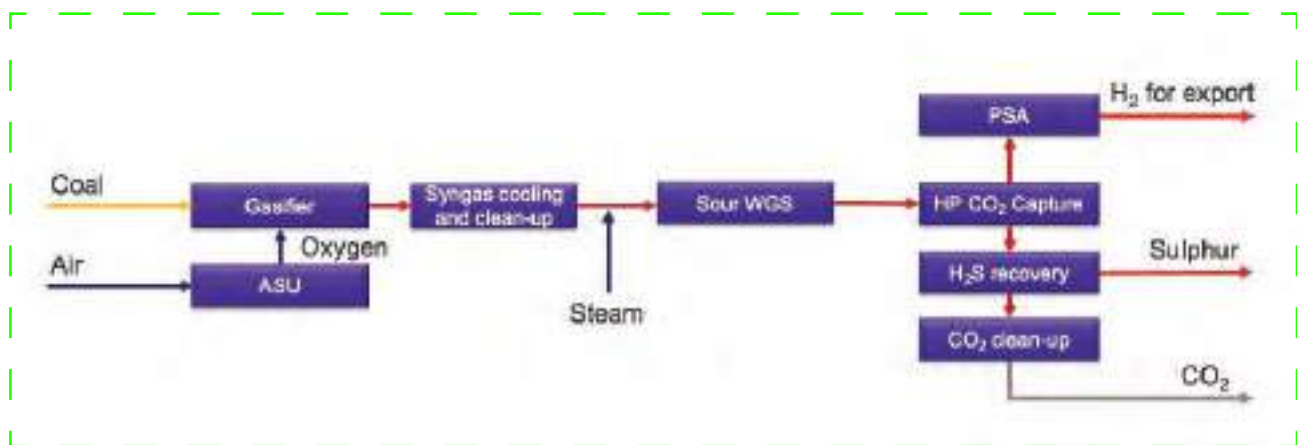 H₂ for export
PSA
Coal
Gasifier
Syngas cooling
and clean-up
Sour WGS
HP CO₂ Capture
Oxygen
Air
ASU
Steam
H₂S recovery
Sulphur
CO₂ clean-up
CO₂